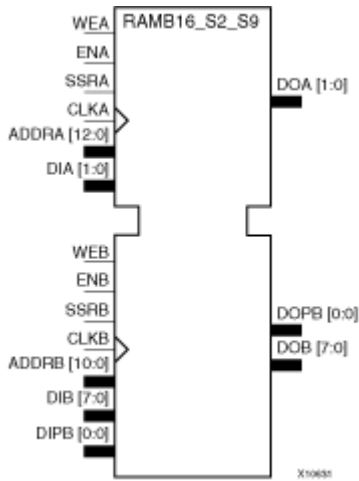 RAMB16_S2_S9
WEA
ENA
SSRA
CLKA
ADDRA [12:0]
DIA [1:0]
DOA [1:0]
WEB
ENB
SSRB
CLKB
ADDRB [10:0]
DIB [7:0]
DIPB [0:0]
DOPB [0:0]
DOB [7:0]